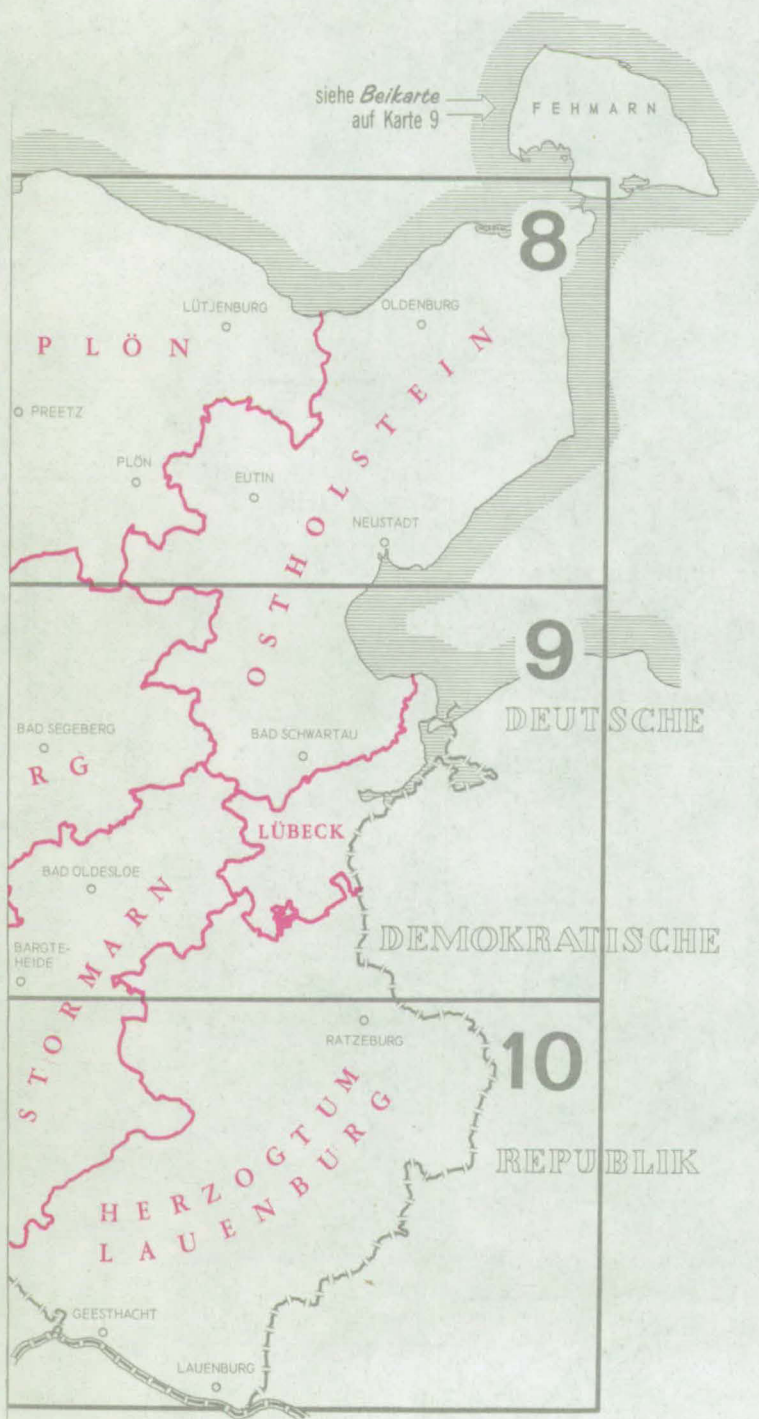 siehe Beikarte
auf Karte 9
FEHMARN
8
LÜTJENBURG
OLDENBURG
PLÖN
PREETZ
PLÖN
EUTIN
OSTHOLSTEIN
NEUSTADT
9
DEUTSCHE
BAD SEGEBERG
BAD SCHWARTAU
RG
LÜBECK
BAD OLDESLOE
STORMARN
DEMOKRATISCHE
BARGTE-
HEIDE
RATZEBURG
10
HERZOGTUM
LAUENBURG
REPUBLIK
GEESTHACHT
LAUENBURG